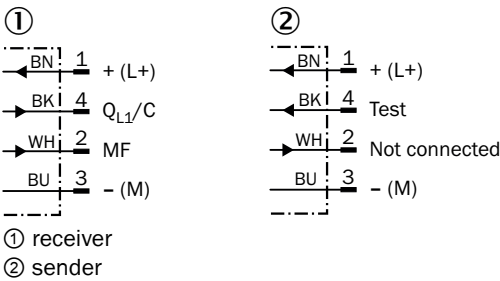 ① ②
BN 1 + (L+)
BK 4 Q_L1/C
WH 2 MF
BU 3 – (M)
BN 1 + (L+)
BK 4 Test
WH 2 Not connected
BU 3 – (M)
① receiver
② sender